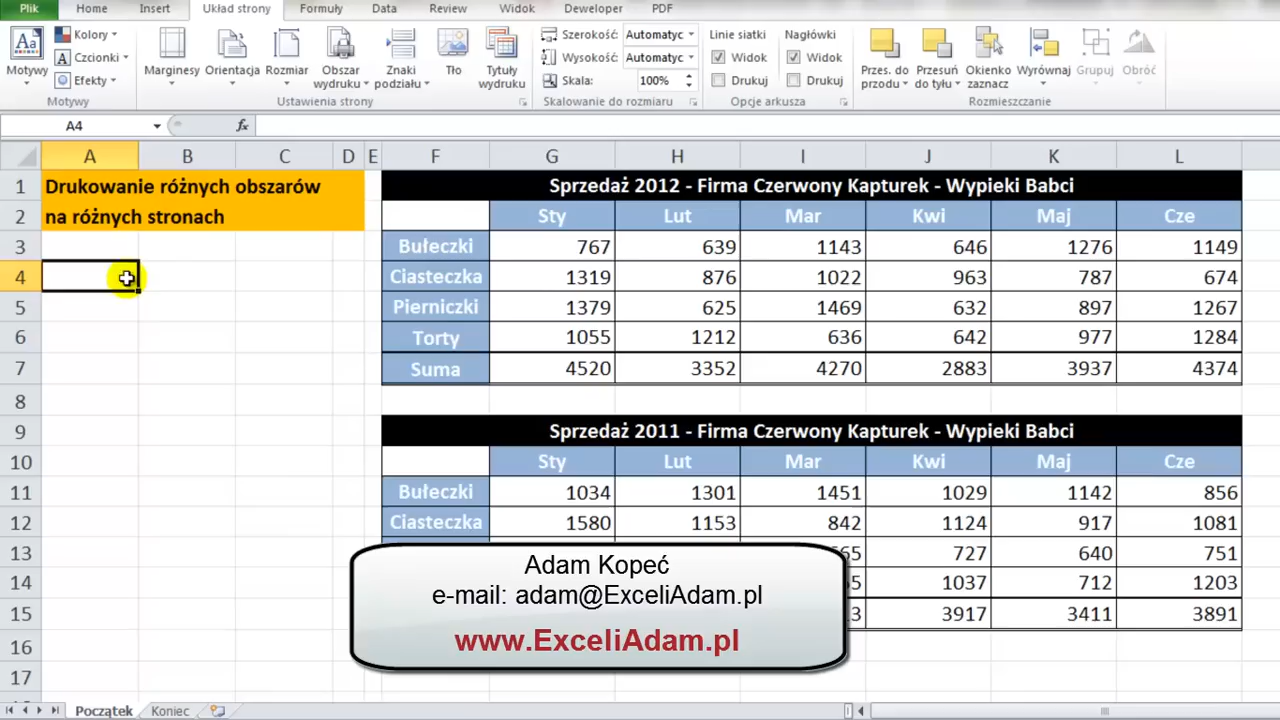 Plik Home Insert Układ strony Formuły Data Review Widok Developer PDF
Motywy Kolory Czcionki Efekty
Motywy
Marginesy Orientacja Rozmiar Obszar wydruku Znaki podziału Tło Tytuły wydruku
Ustawienia strony
Szerokość: Automatyc
Wysokość: Automatyc
Skala: 100%
Skalowanie do rozmiaru
Linie siatki Nagłówki
Widok Widok
Drukuj Drukuj
Opcje arkusza
Przes. do przodu Przesuń do tyłu Okienko zaznacz Wyrównaj Grupuj Obróć
Rozmieszczanie
A4 fx
A B C D E F G H I J K L
1 Drukowanie różnych obszarów Sprzedaż 2012 - Firma Czerwony Kapturek - Wypieki Babci
2 na różnych stronach Sty Lut Mar Kwi Maj Cze
3 Bułeczki 767 639 1143 646 1276 1149
4 Ciasteczka 1319 876 1022 963 787 674
5 Pierniczki 1379 625 1469 632 897 1267
6 Torty 1055 1212 636 642 977 1284
7 Suma 4520 3352 4270 2883 3937 4374
8
9 Sprzedaż 2011 - Firma Czerwony Kapturek - Wypieki Babci
10 Sty Lut Mar Kwi Maj Cze
11 Bułeczki 1034 1301 1451 1029 1142 856
12 Ciasteczka 1580 1153 842 1124 917 1081
13 727 640 751
14 1037 712 1203
15 3917 3411 3891
16
17
Adam Kopeć
e-mail: adam@ExceliAdam.pl
www.ExceliAdam.pl
Początek Koniec